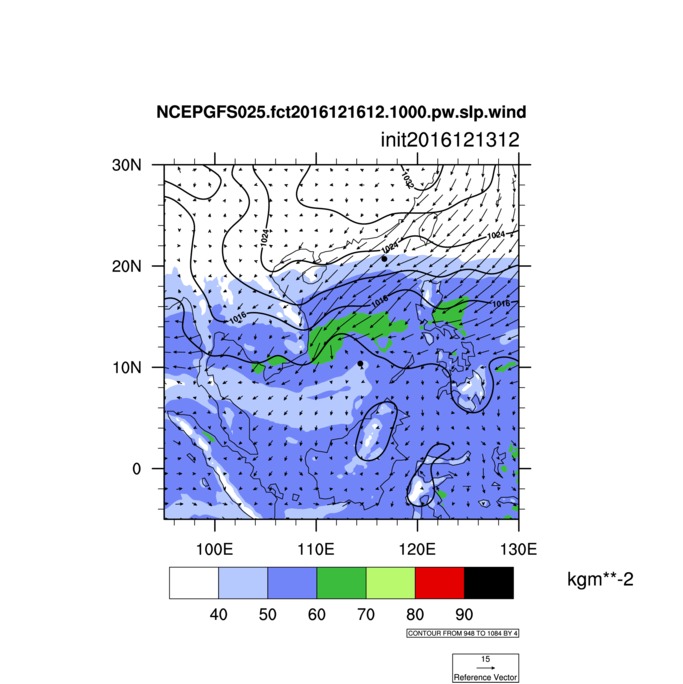 NCEPGFS025.fct2016121612.1000.pw.slp.wind
init2016121312
30N
20N
10N
0
1032
1024
1024
1024
1016
1016
1016
100E 110E 120E 130E
40 50 60 70 80 90
kgm**-2
CONTOUR FROM 948 TO 1084 BY 4
15
Reference Vector